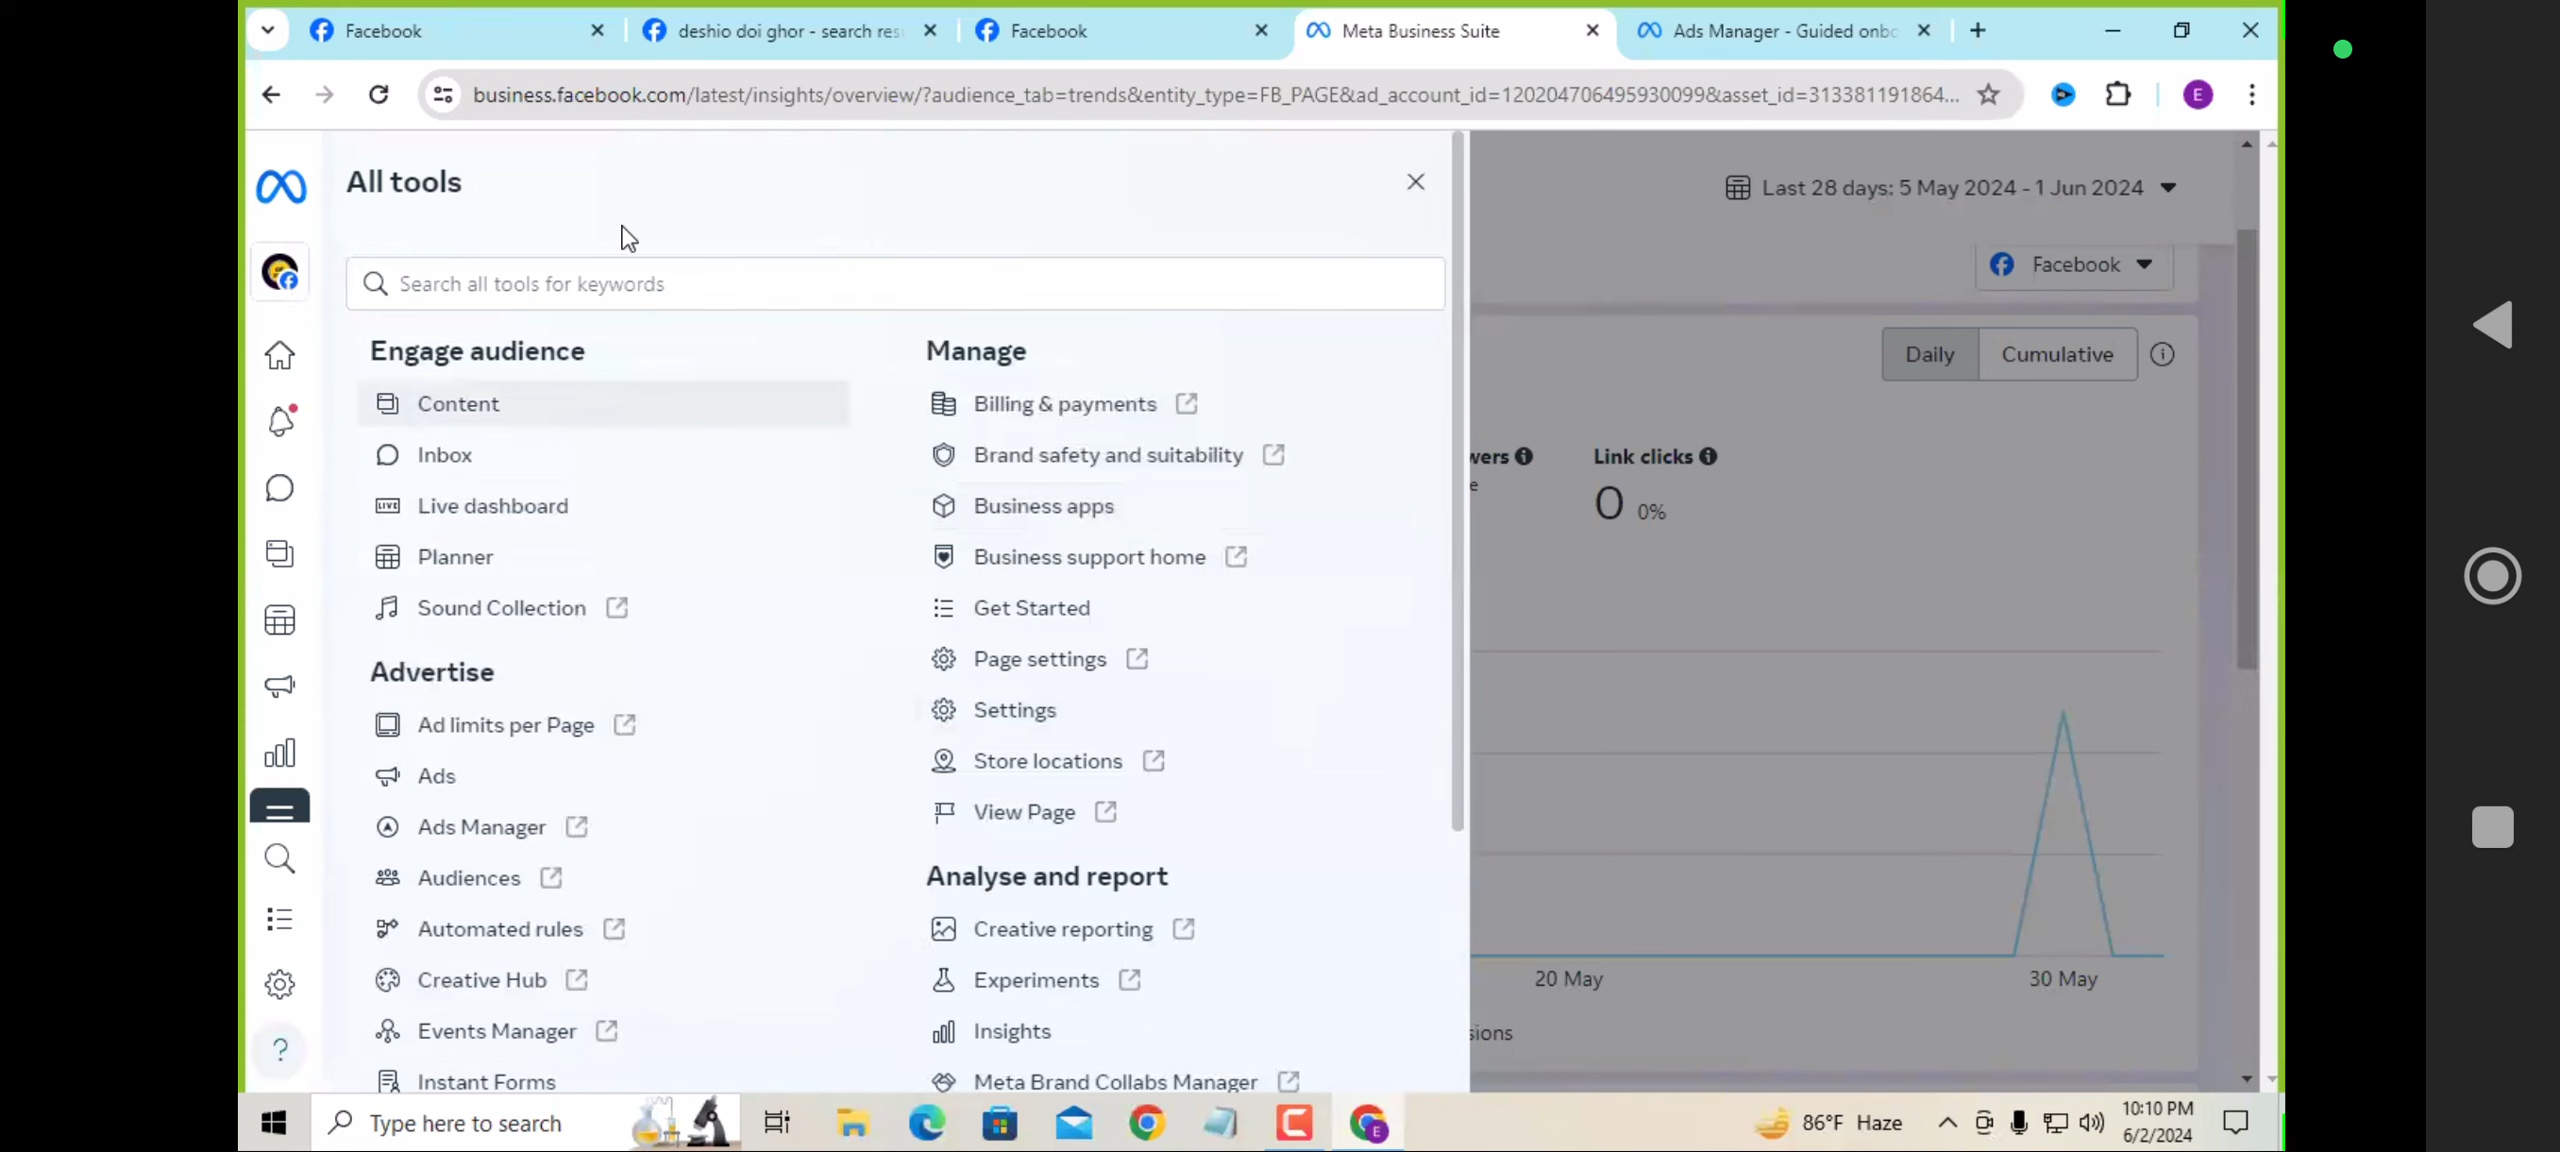 Facebook
deshio doi ghor - search res
Facebook
Meta Business Suite
Ads Manager - Guided onbo
business.facebook.com/latest/insights/overview/?audience_tab=trends&entity_type=FB_PAGE&ad_account_id=120204706495930099&asset_id=313381191864...
E
All tools
Last 28 days: 5 May 2024 - 1 Jun 2024
Search all tools for keywords
Facebook
Engage audience
Content
Inbox
Live dashboard
Planner
Sound Collection
Advertise
Ad limits per Page
Ads
Ads Manager
Audiences
Automated rules
Creative Hub
Events Manager
Instant Forms
Manage
Billing & payments
Brand safety and suitability
Business apps
Business support home
Get Started
Page settings
Settings
Store locations
View Page
Analyse and report
Creative reporting
Experiments
Insights
Meta Brand Collabs Manager
Daily
Cumulative
wers
e
Link clicks
0 0%
20 May
30 May
sions
Type here to search
86°F Haze
10:10 PM
6/2/2024